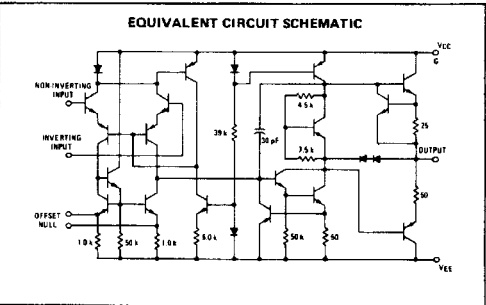 EQUIVALENT CIRCUIT SCHEMATIC
VCC
6
NON-INVERTING
INPUT
INVERTING
INPUT
OFFSET
NULL
4.5 k
39 k
30 pF
7.5 k
25
OUTPUT
50
1.0 k
50 k
1.0 k
5.0 k
50 k
50
VEE